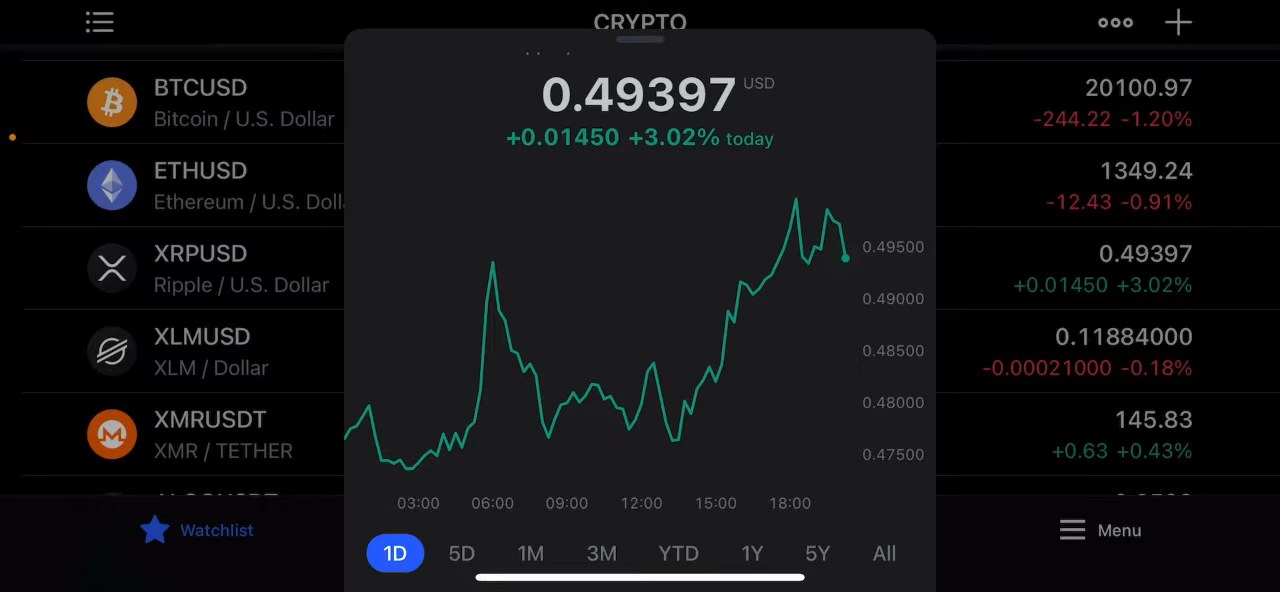 CRYPTO
BTCUSD
Bitcoin / U.S. Dollar
20100.97
-244.22 -1.20%
ETHUSD
Ethereum / U.S. Doll
1349.24
-12.43 -0.91%
XRPUSD
Ripple / U.S. Dollar
0.49397
+0.01450 +3.02%
XLMUSD
XLM / Dollar
0.11884000
-0.00021000 -0.18%
XMRUSDT
XMR / TETHER
145.83
+0.63 +0.43%
Watchlist
Menu
0.49397 USD
+0.01450 +3.02% today
0.49500
0.49000
0.48500
0.48000
0.47500
03:00 06:00 09:00 12:00 15:00 18:00
1D 5D 1M 3M YTD 1Y 5Y All